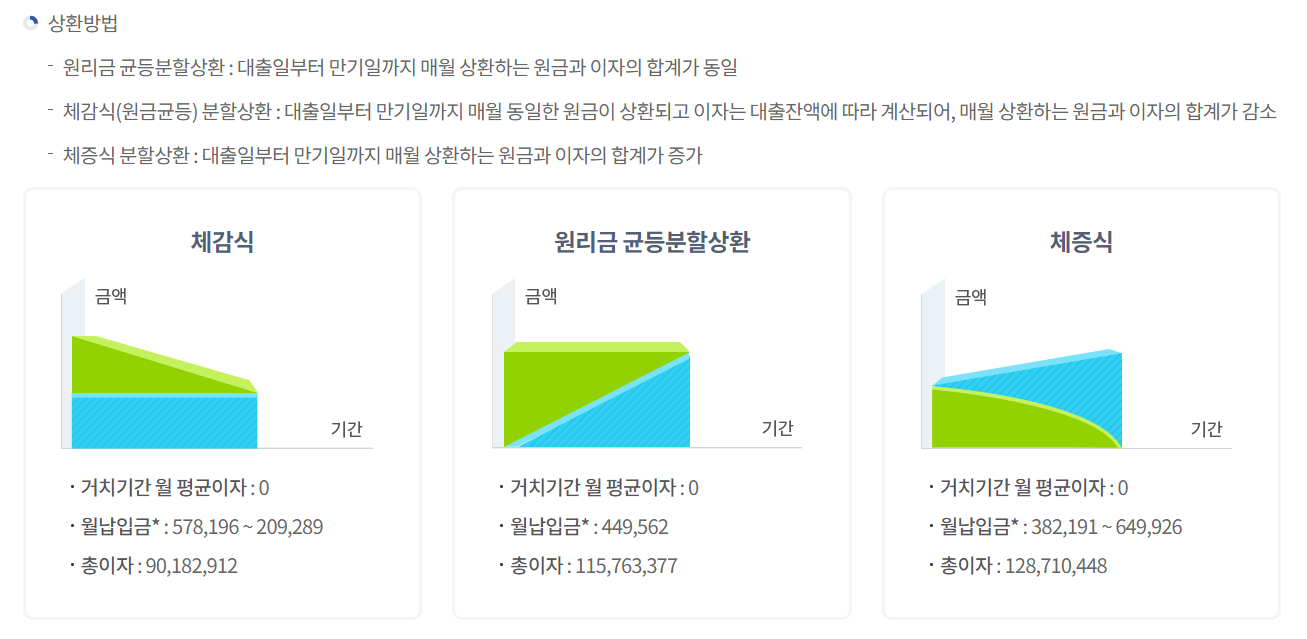 상환방법
- 원리금 균등분할상환 : 대출일부터 만기일까지 매월 상환하는 원금과 이자의 합계가 동일
- 체감식(원금균등) 분할상환 : 대출일부터 만기일까지 매월 동일한 원금이 상환되고 이자는 대출잔액에 따라 계산되어, 매월 상환하는 원금과 이자의 합계가 감소
- 체증식 분할상환 : 대출일부터 만기일까지 매월 상환하는 원금과 이자의 합계가 증가
체감식
금액
기간
· 거치기간 월 평균이자 : 0
· 월납입금* : 578,196 ~ 209,289
· 총이자 : 90,182,912
원리금 균등분할상환
금액
기간
· 거치기간 월 평균이자 : 0
· 월납입금* : 449,562
· 총이자 : 115,763,377
체증식
금액
기간
· 거치기간 월 평균이자 : 0
· 월납입금* : 382,191 ~ 649,926
· 총이자 : 128,710,448